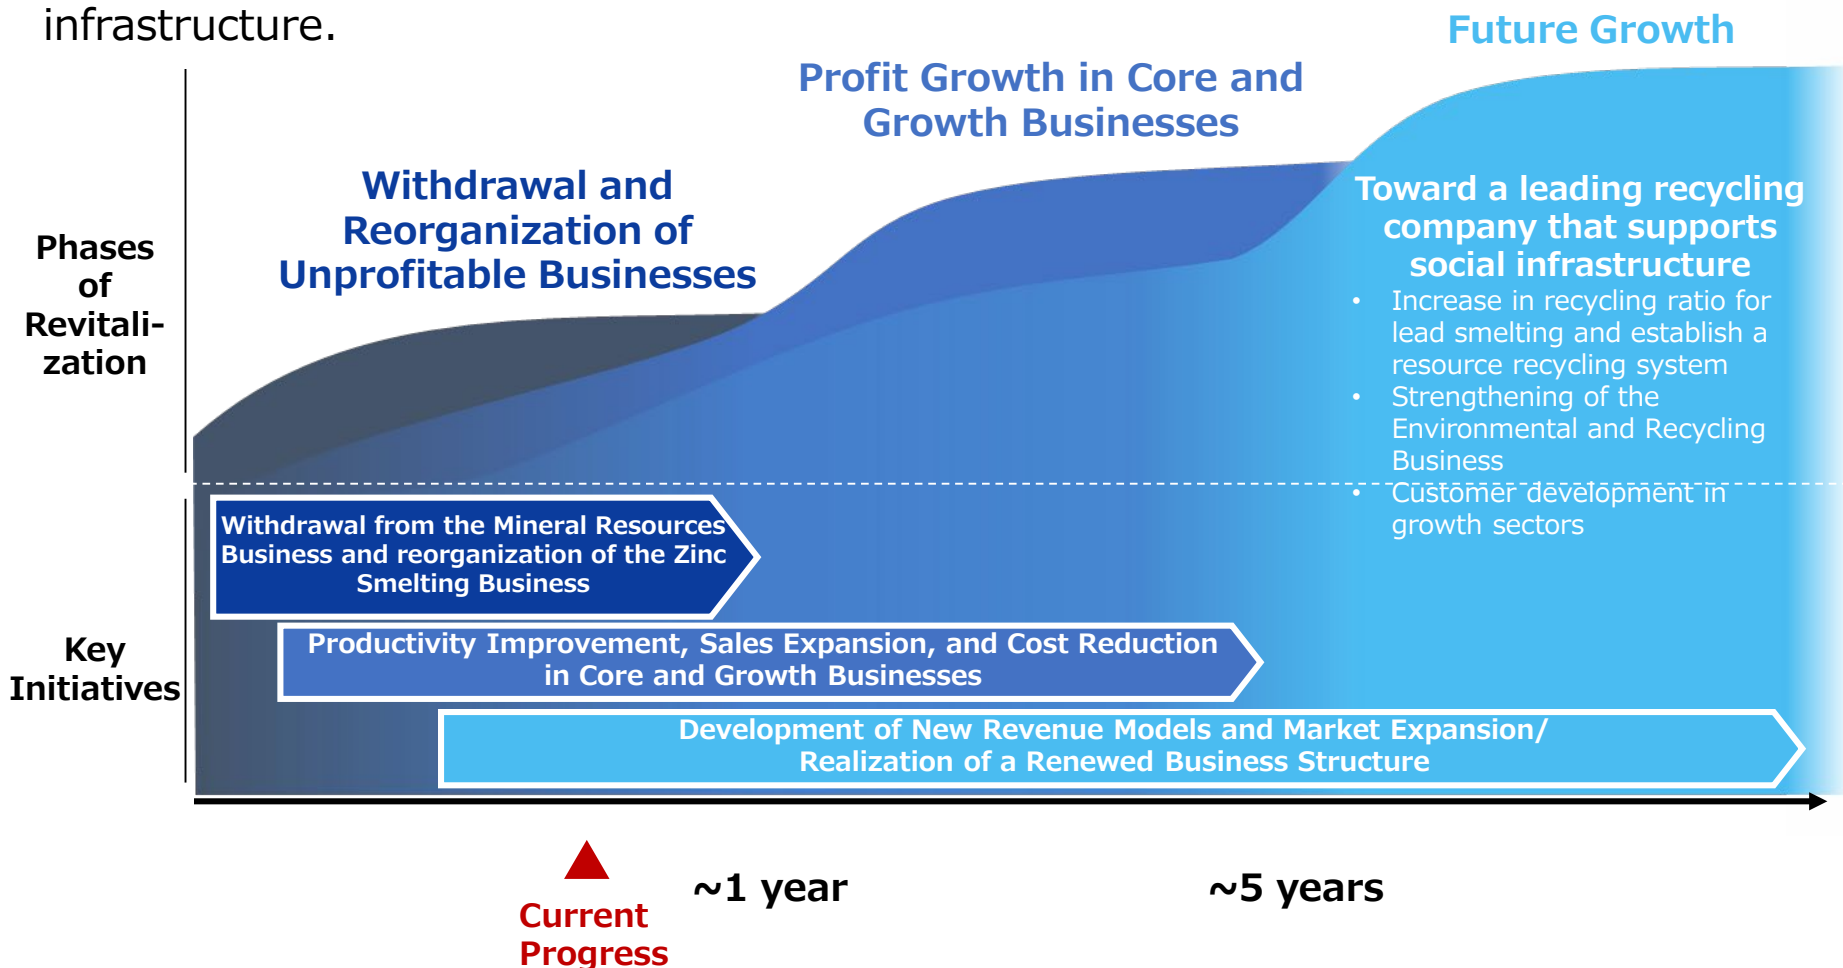 infrastructure.
Future Growth
Profit Growth in Core and
Growth Businesses
Withdrawal and
Reorganization of
Unprofitable Businesses
Phases
of
Revitali-
zation
Toward a leading recycling
company that supports
social infrastructure
• Increase in recycling ratio for
lead smelting and establish a
resource recycling system
• Strengthening of the
Environmental and Recycling
Business
• Customer development in
growth sectors
Key
Initiatives
Withdrawal from the Mineral Resources
Business and reorganization of the Zinc
Smelting Business
Productivity Improvement, Sales Expansion, and Cost Reduction
in Core and Growth Businesses
Development of New Revenue Models and Market Expansion/
Realization of a Renewed Business Structure
~1 year
~5 years
Current
Progress